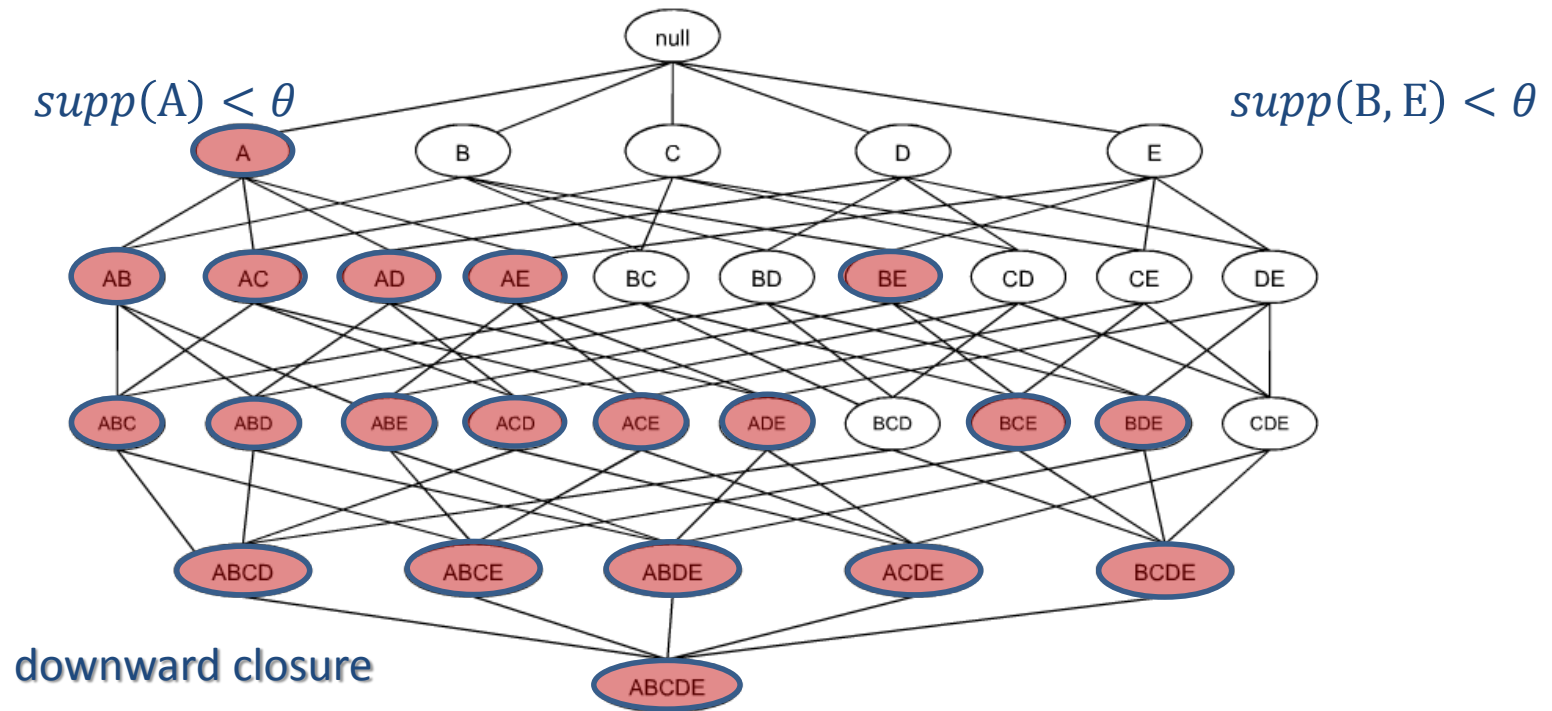 null
𝑠𝑢𝑝𝑝(A) < 𝜃
𝑠𝑢𝑝𝑝(B, E) < 𝜃
A B C D E
AB AC AD AE BC BD BE CD CE DE
ABC ABD ABE ACD ACE ADE BCD BCE BDE CDE
ABCD ABCE ABDE ACDE BCDE
downward closure
ABCDE